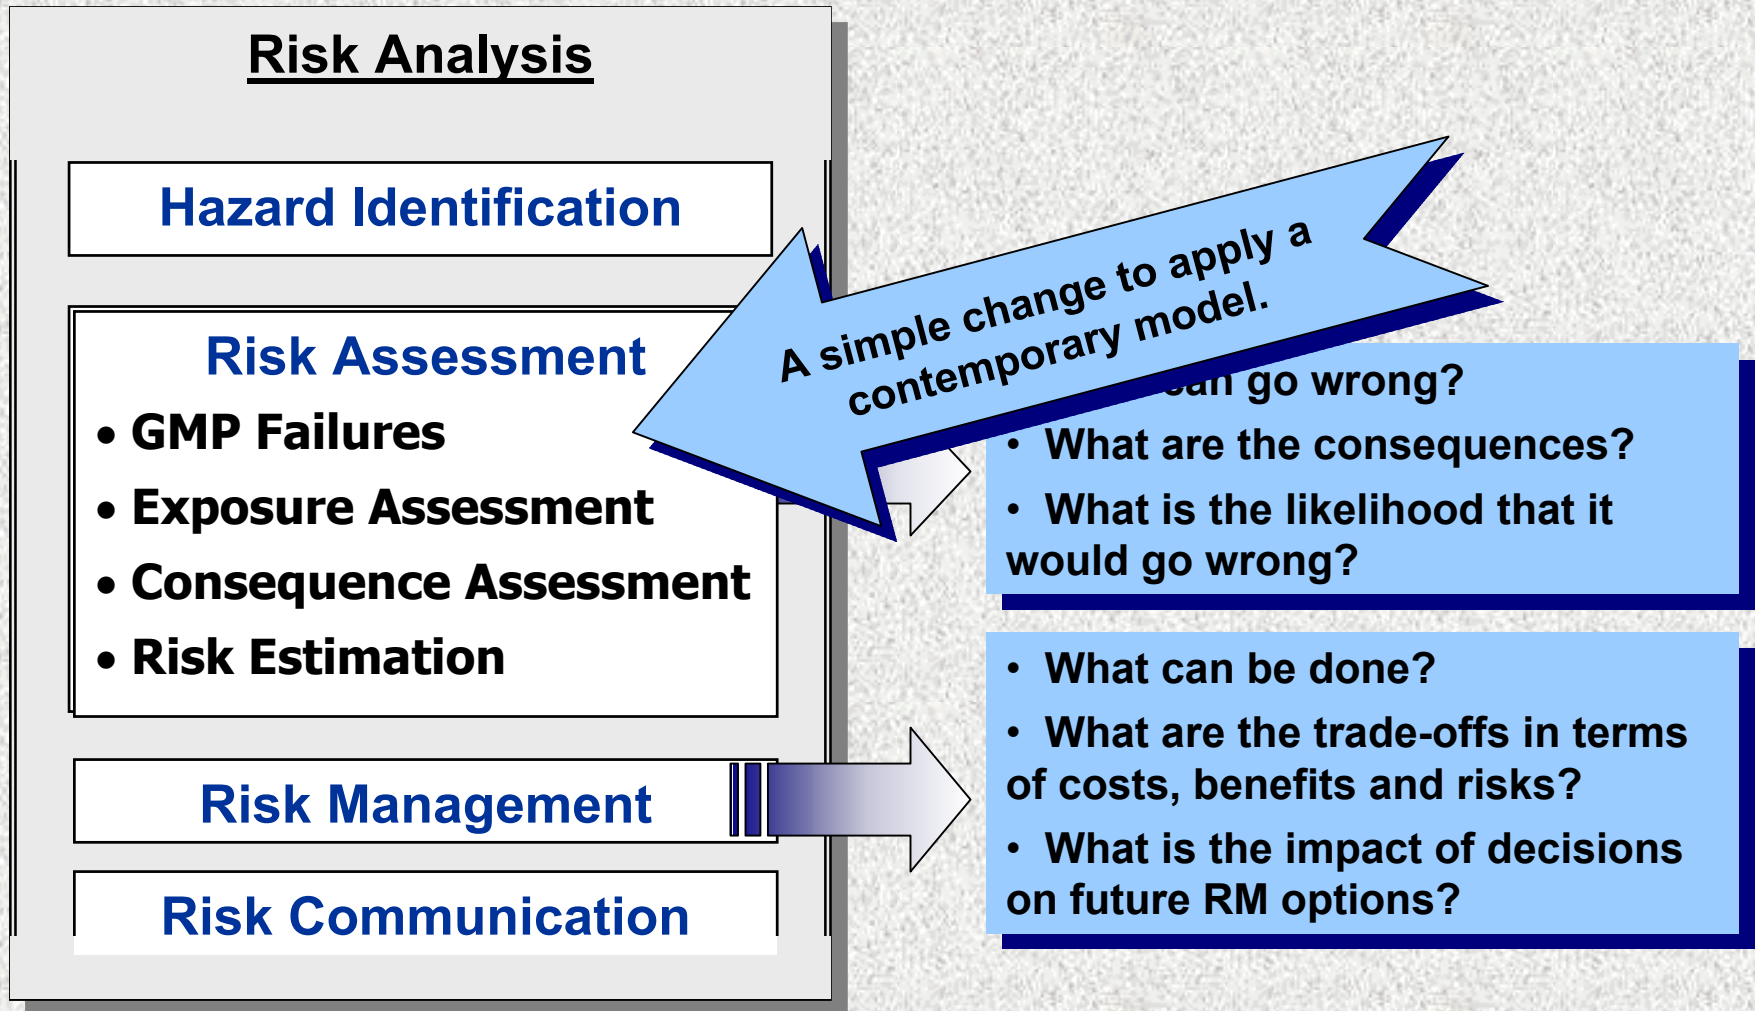 Risk Analysis
Hazard Identification
Risk Assessment
• GMP Failures
• Exposure Assessment
• Consequence Assessment
• Risk Estimation
Risk Management
Risk Communication
A simple change to apply a
contemporary model.
go wrong?
• What are the consequences?
• What is the likelihood that it
would go wrong?
• What can be done?
• What are the trade-offs in terms
of costs, benefits and risks?
• What is the impact of decisions
on future RM options?